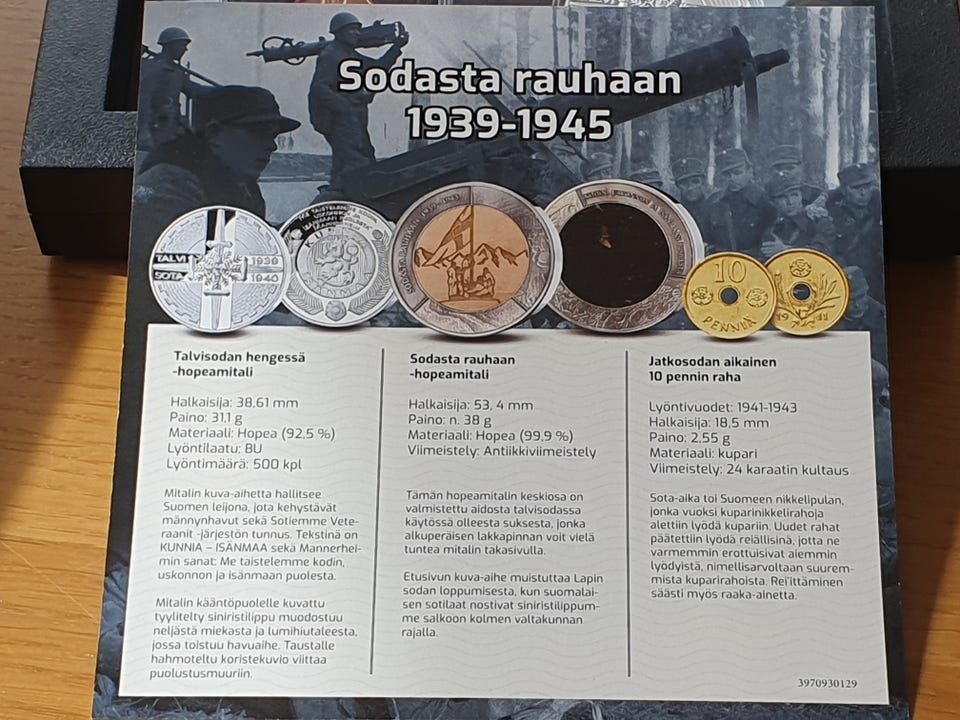 Sodasta rauhaan
1939-1945
TALVI 1939
SOTA 1940
10
PENNIÄ
1941
Talvisodan hengessä
-hopeamitali
Halkaisija: 38,61 mm
Paino: 31,1 g
Materiaali: Hopea (92,5 %)
Lyöntilaatu: BU
Lyöntimäärä: 500 kpl
Mitalin kuva-aihetta hallitsee
Suomen leijona, jota kehystävät
männynhavut sekä Sotiemme Vete-
raanit -järjestön tunnus. Tekstinä on
KUNNIA – ISÄNMAA sekä Mannerhei-
min sanat: Me taistelemme kodin,
uskonnon ja isänmaan puolesta.
Mitalin kääntöpuolelle kuvattu
tyylitelty siniristilippu muodostuu
neljästä miekasta ja lumihiutaleesta,
jossa toistuu havuaihe. Taustalle
hahmoteltu koristekuvio viittaa
puolustusmuuriin.
Sodasta rauhaan
-hopeamitali
Halkaisija: 53, 4 mm
Paino: n. 38 g
Materiaali: Hopea (99,9 %)
Viimeistely: Antiikkiviimeistely
Tämän hopeamitalin keskiosa on
valmistettu aidosta talvisodassa
käytössä olleesta suksesta, jonka
alkuperäisen lakkapinnan voit vielä
tuntea mitalin takasivulla.
Etusivun kuva-aihe muistuttaa Lapin
sodan loppumisesta, kun suomalai-
sen sotilaat nostivat siniristilippum-
me salkoon kolmen valtakunnan
rajalla.
Jatkosodan aikainen
10 pennin raha
Lyöntivuodet: 1941-1943
Halkaisija: 18,5 mm
Paino: 2,55 g
Materiaali: kupari
Viimeistely: 24 karaatin kultaus
Sota-aika toi Suomeen nikkelipulan,
jonka vuoksi kuparinikkelirahoja
alettiin lyödä kupariin. Uudet rahat
päätettiin lyödä reiällisinä, jotta ne
varmemmin erottuisivat aiemmin
lyödyistä, nimellisarvoltaan suurem-
mista kuparirahoista. Rei'ittäminen
säästi myös raaka-ainetta.
3970930129